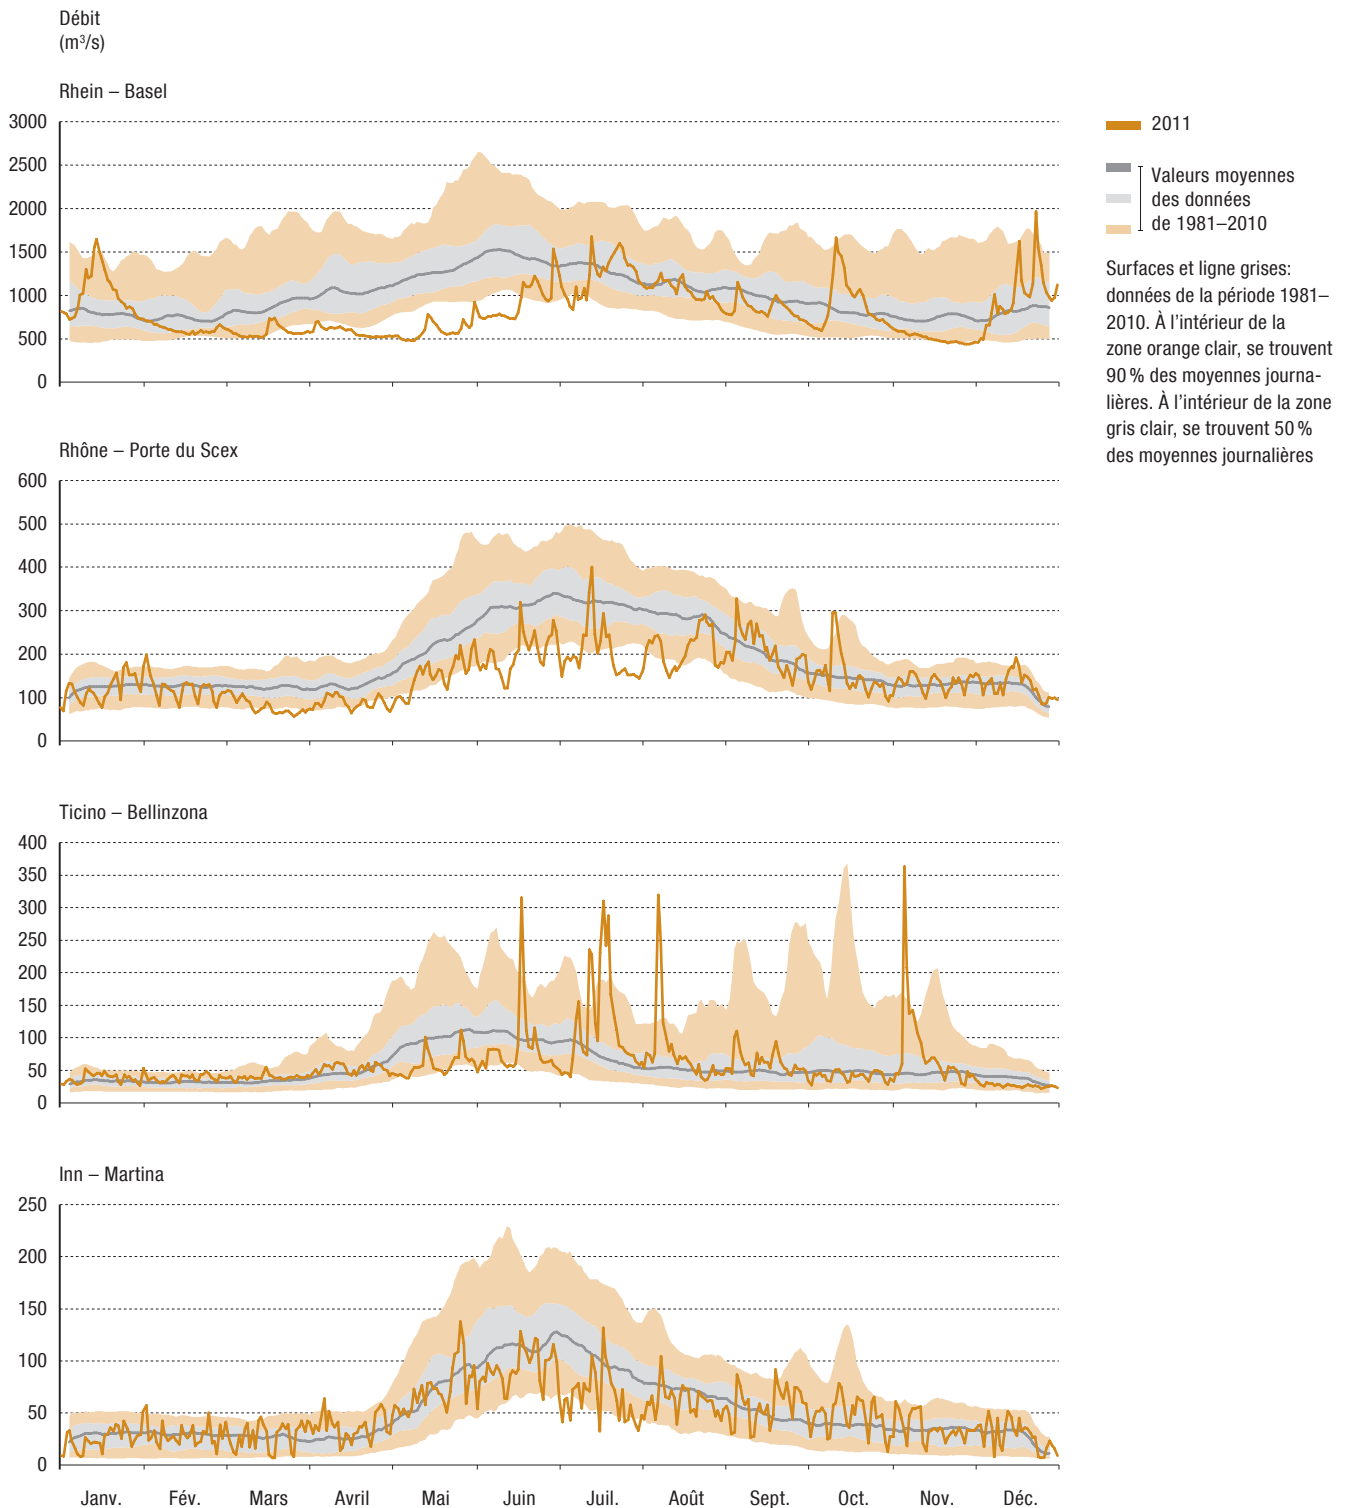 Débit
(m³/s)
Rhein – Basel
3000
2500
2000
1500
1000
500
0
2011
Valeurs moyennes
des données
de 1981–2010
Surfaces et ligne grises:
données de la période 1981–
2010. À l'intérieur de la
zone orange clair, se trouvent
90 % des moyennes journa-
lières. À l'intérieur de la zone
gris clair, se trouvent 50 %
des moyennes journalières
Rhône – Porte du Scex
600
500
400
300
200
100
0
Ticino – Bellinzona
400
350
300
250
200
150
100
50
0
Inn – Martina
250
200
150
100
50
0
Janv. Fév. Mars Avril Mai Juin Juil. Août Sept. Oct. Nov. Déc.